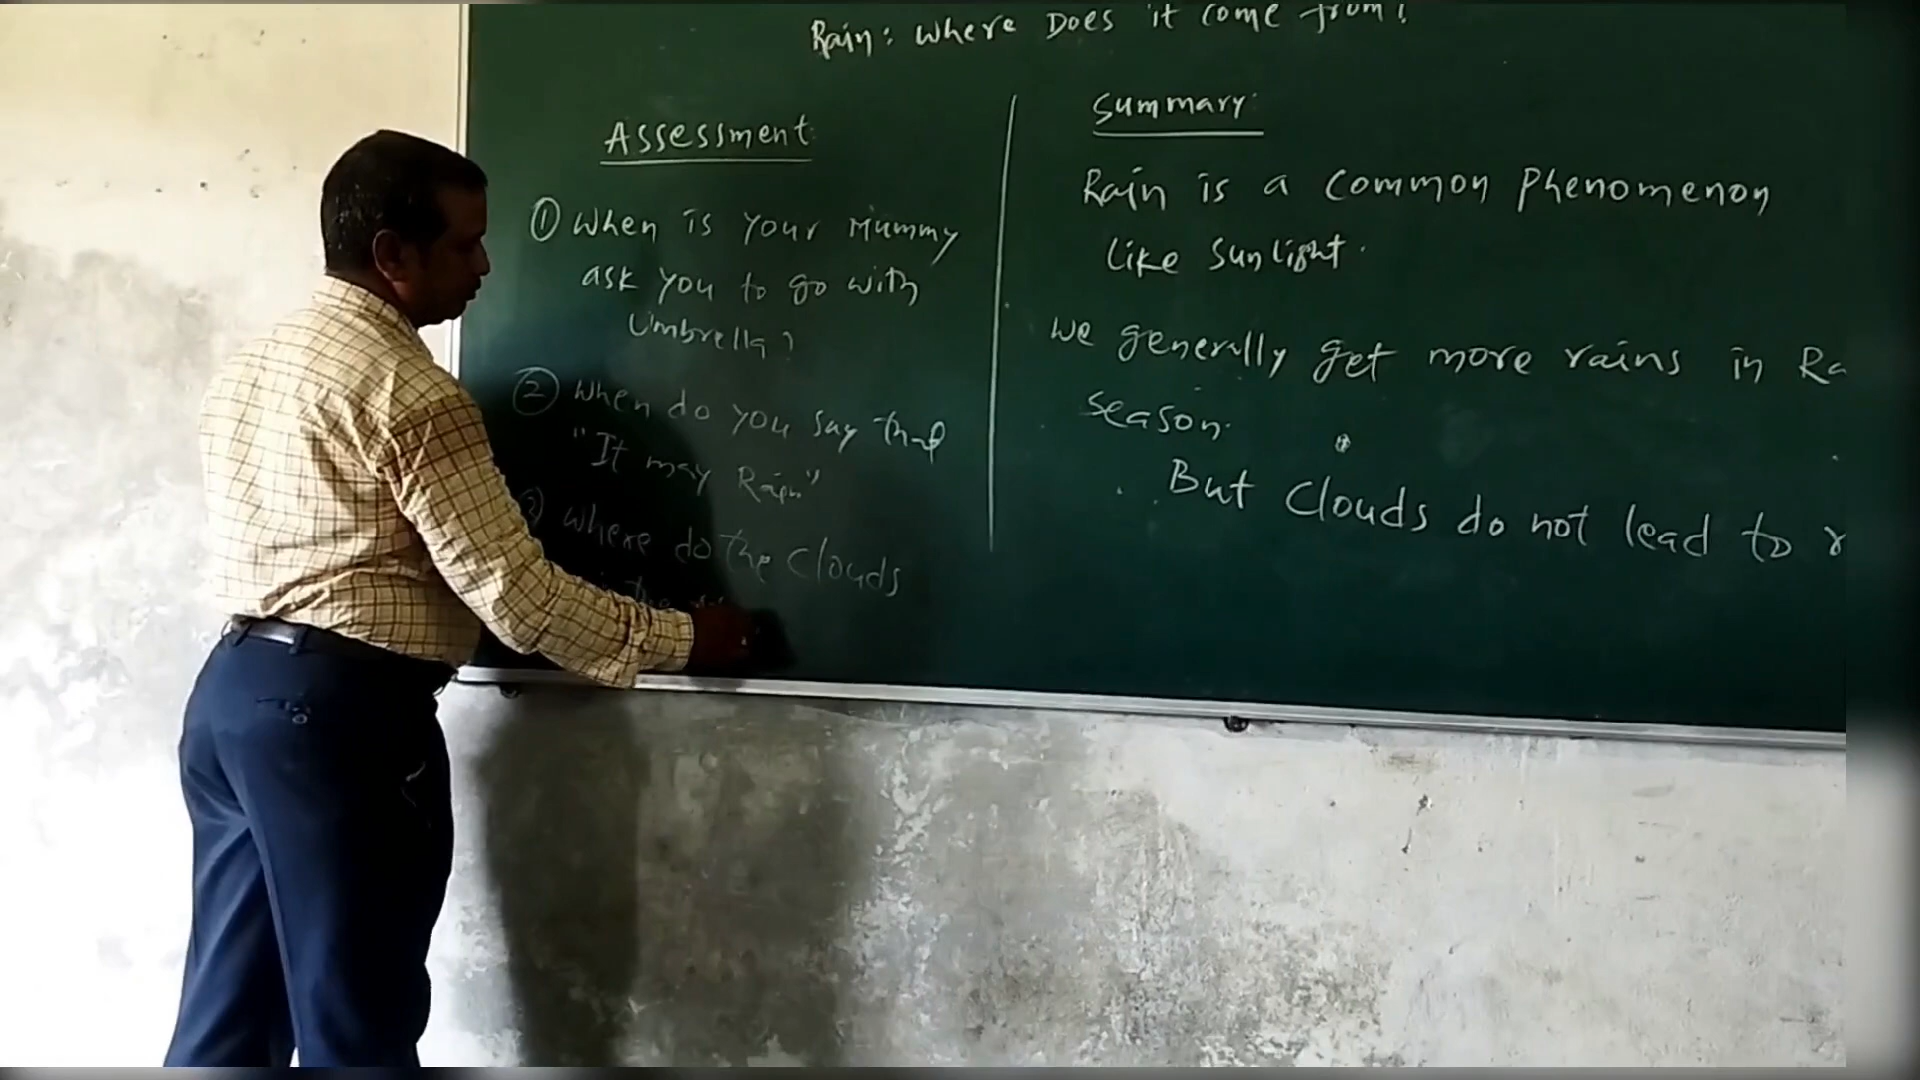 Rain: Where Does it come from?
Assessment:
① When is your Mummy
ask you to go with
Umbrella?
② When do you say that
"It may Rain"
③ Where do the Clouds
in the
Summary:
Rain is a Common Phenomenon
like Sunlight.
We generally get more rains in Ra
Season.
But Clouds do not lead to r